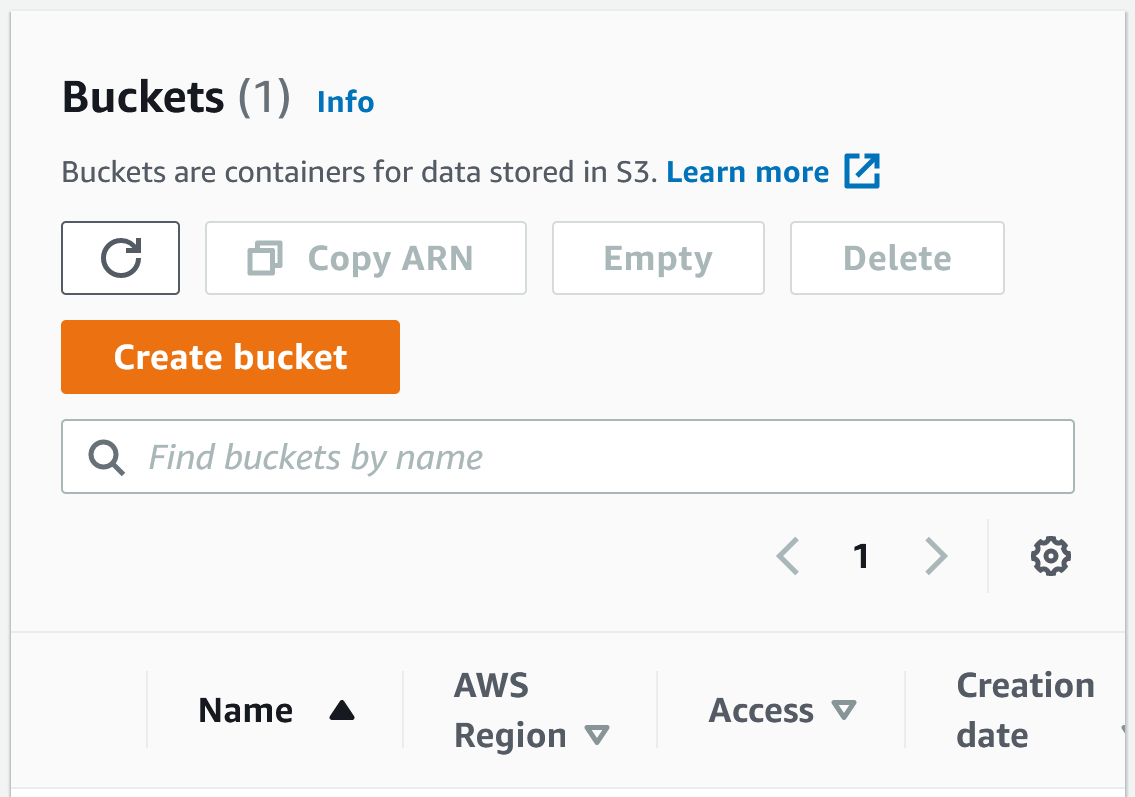 Buckets (1) Info
Buckets are containers for data stored in S3. Learn more
Copy ARN Empty Delete
Create bucket
Find buckets by name
1
Name AWS Region Access Creation date